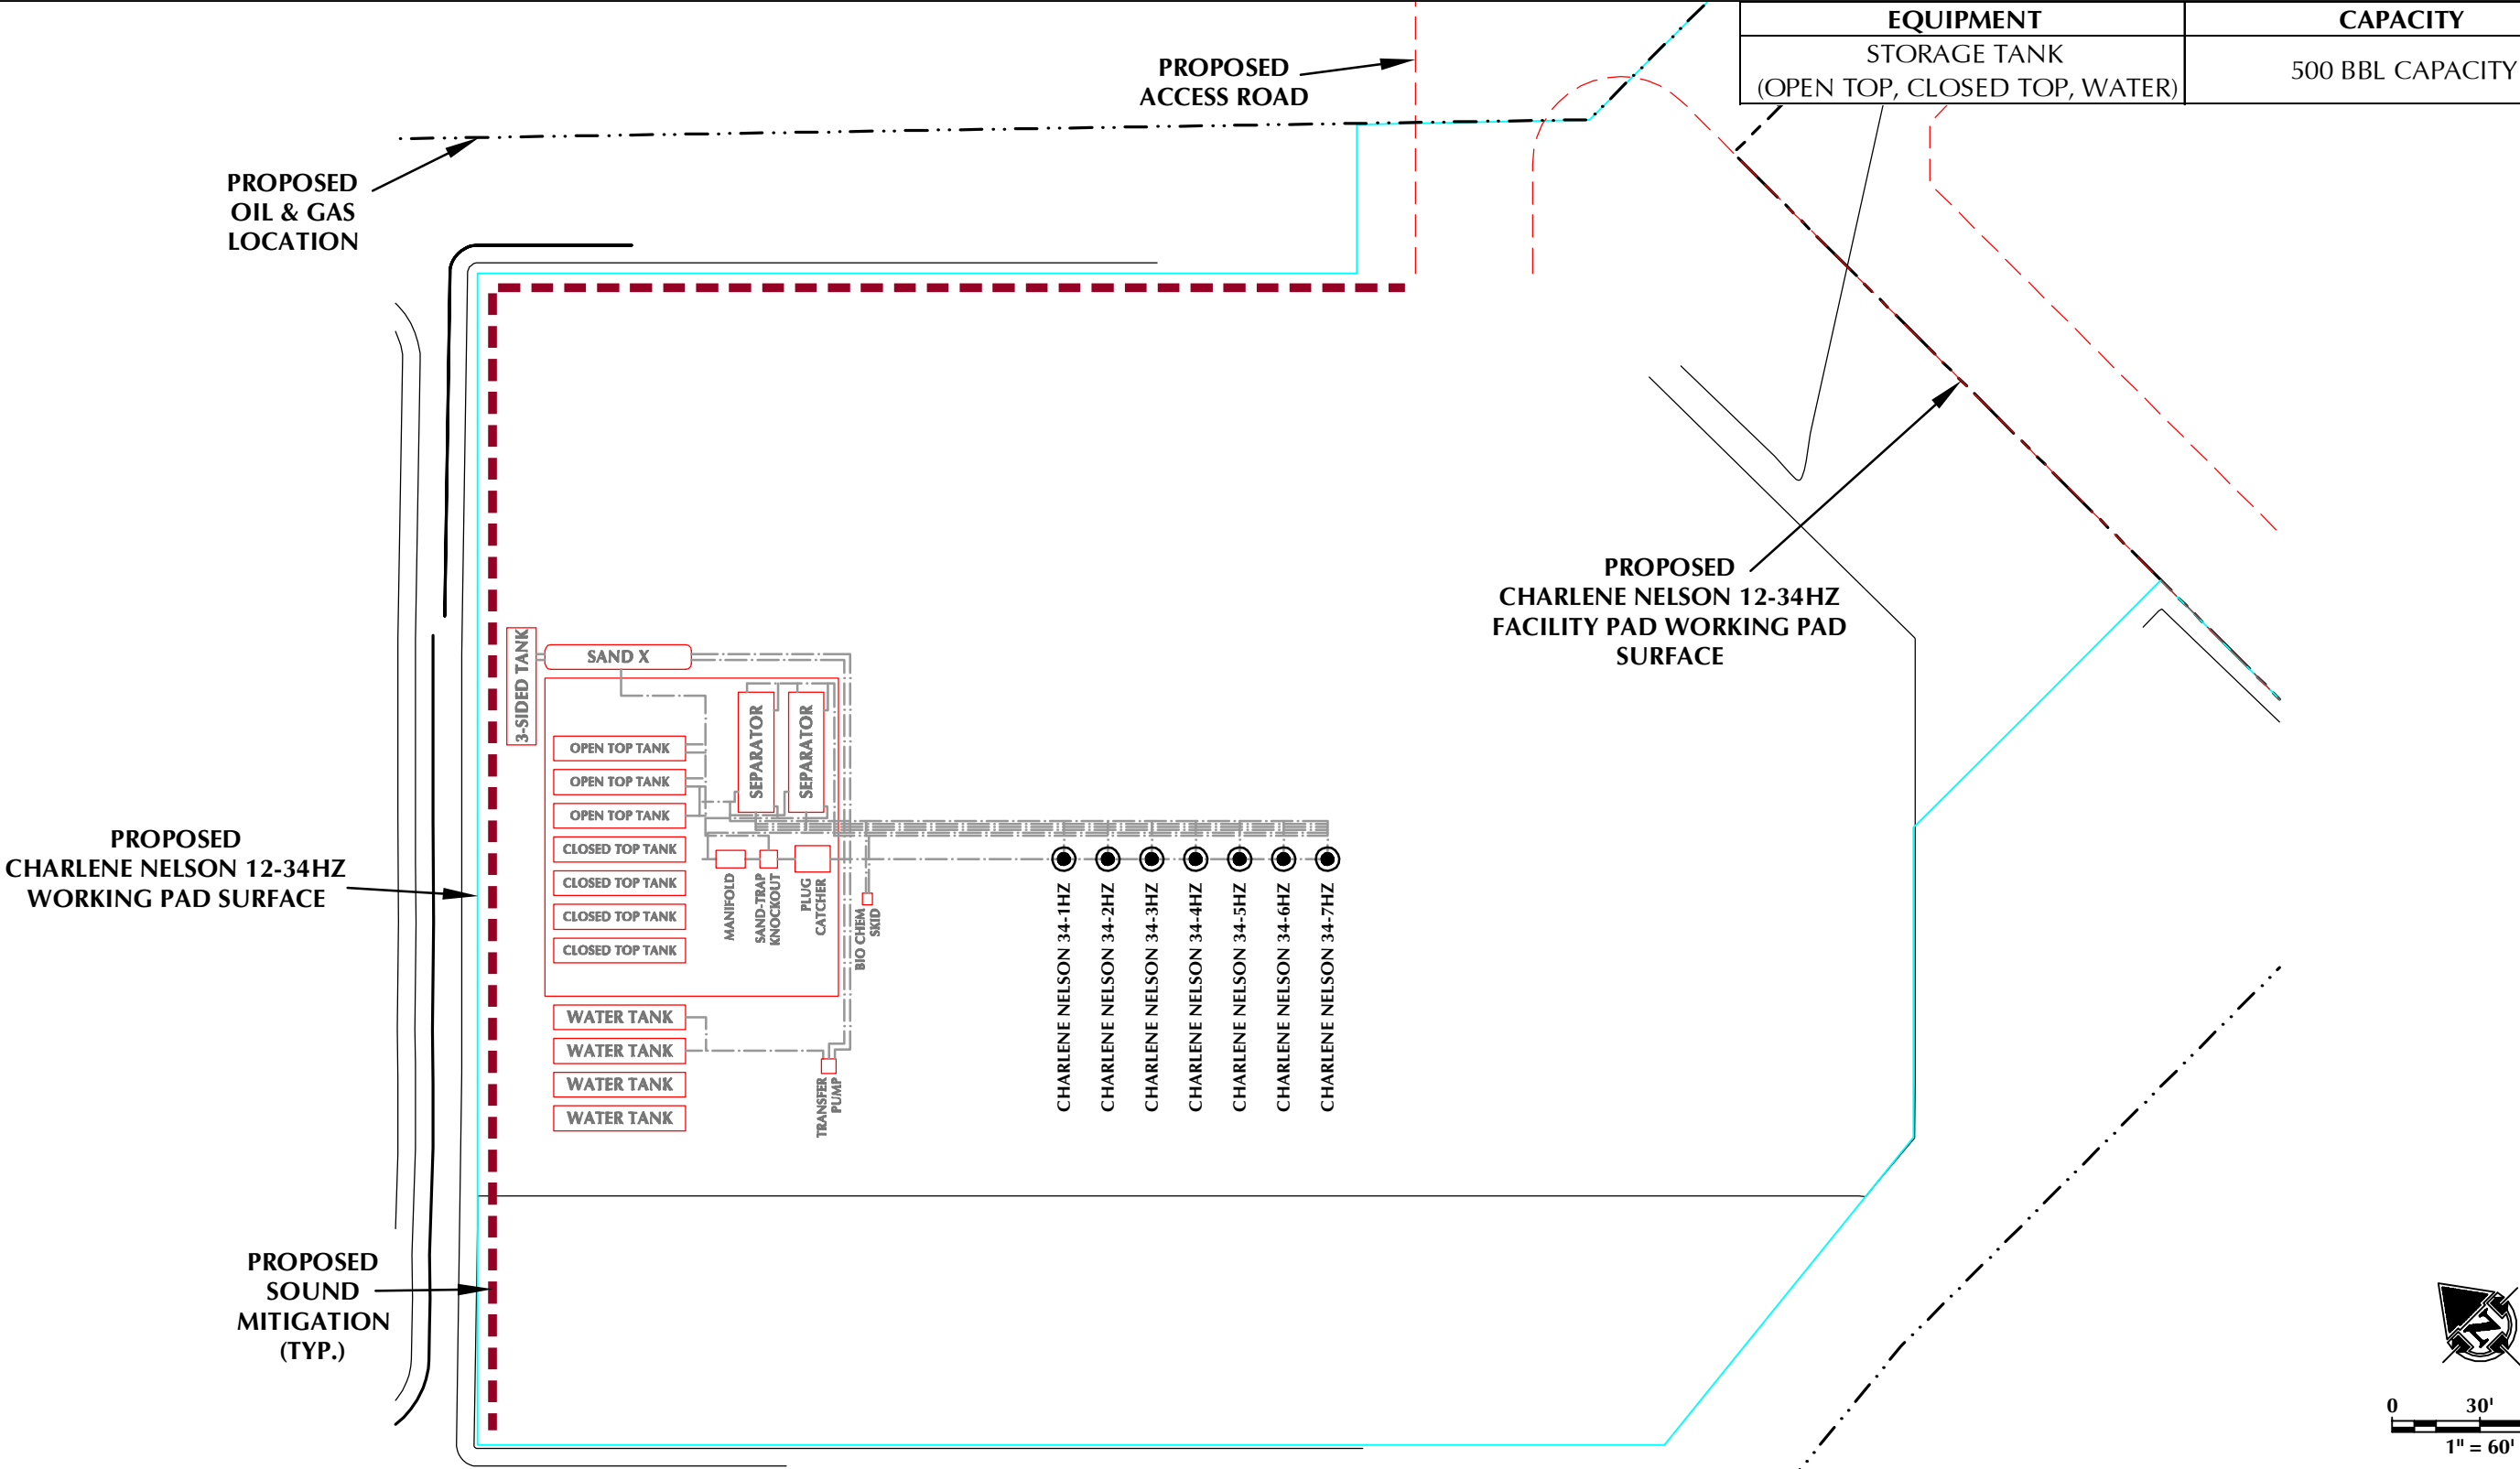 EQUIPMENT
CAPACITY
STORAGE TANK
(OPEN TOP, CLOSED TOP, WATER)
500 BBL CAPACITY
PROPOSED
ACCESS ROAD
PROPOSED
OIL & GAS
LOCATION
PROPOSED
CHARLENE NELSON 12-34HZ
FACILITY PAD WORKING PAD
SURFACE
3-SIDED TANK
SAND X
SEPARATOR
SEPARATOR
OPEN TOP TANK
OPEN TOP TANK
OPEN TOP TANK
CLOSED TOP TANK
CLOSED TOP TANK
CLOSED TOP TANK
CLOSED TOP TANK
PROPOSED
CHARLENE NELSON 12-34HZ
WORKING PAD SURFACE
MANIFOLD
SAND-TRAP
KNOCKOUT
PLUG
CATCHER
BIO CHEM
SKID
CHARLENE NELSON 34-1HZ
CHARLENE NELSON 34-2HZ
CHARLENE NELSON 34-3HZ
CHARLENE NELSON 34-4HZ
CHARLENE NELSON 34-5HZ
CHARLENE NELSON 34-6HZ
CHARLENE NELSON 34-7HZ
WATER TANK
WATER TANK
WATER TANK
WATER TANK
TRANSFER
PUMP
PROPOSED
SOUND
MITIGATION
(TYP.)
N
0 30'
1" = 60'